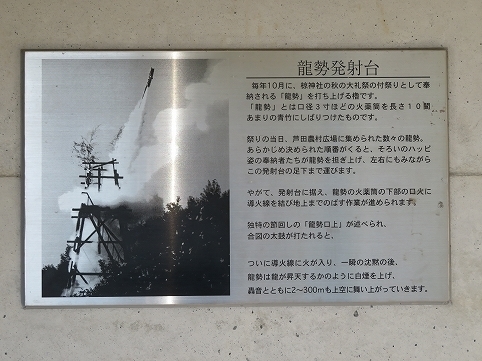 龍勢発射台
毎年10月に、椋神社の秋の大礼祭の付祭りとして奉
納される「龍勢」を打ち上げる櫓です。
「龍勢」とは口径3寸ほどの火薬筒を長さ10間
あまりの青竹にしばりつけたものです。
祭りの当日、芦田農村広場に集められた数々の龍勢。
あらかじめ決められた順番がくると、そろいのハッピ
姿の奉納者たちが龍勢を担ぎ上げ、左右にもみながら
この発射台の足下まで運びます。
やがて、発射台に据え、龍勢の火薬筒の下部の口火に
導火線を結び地上までのばす作業が進められます。
独特の節回しの「龍勢口上」が述べられ、
合図の太鼓が打たれると、
ついに導火線に火が入り、一瞬の沈黙の後、
龍勢は龍が昇天するかのように白煙を上げ、
轟音とともに2〜300mも上空に舞い上がっていきます。